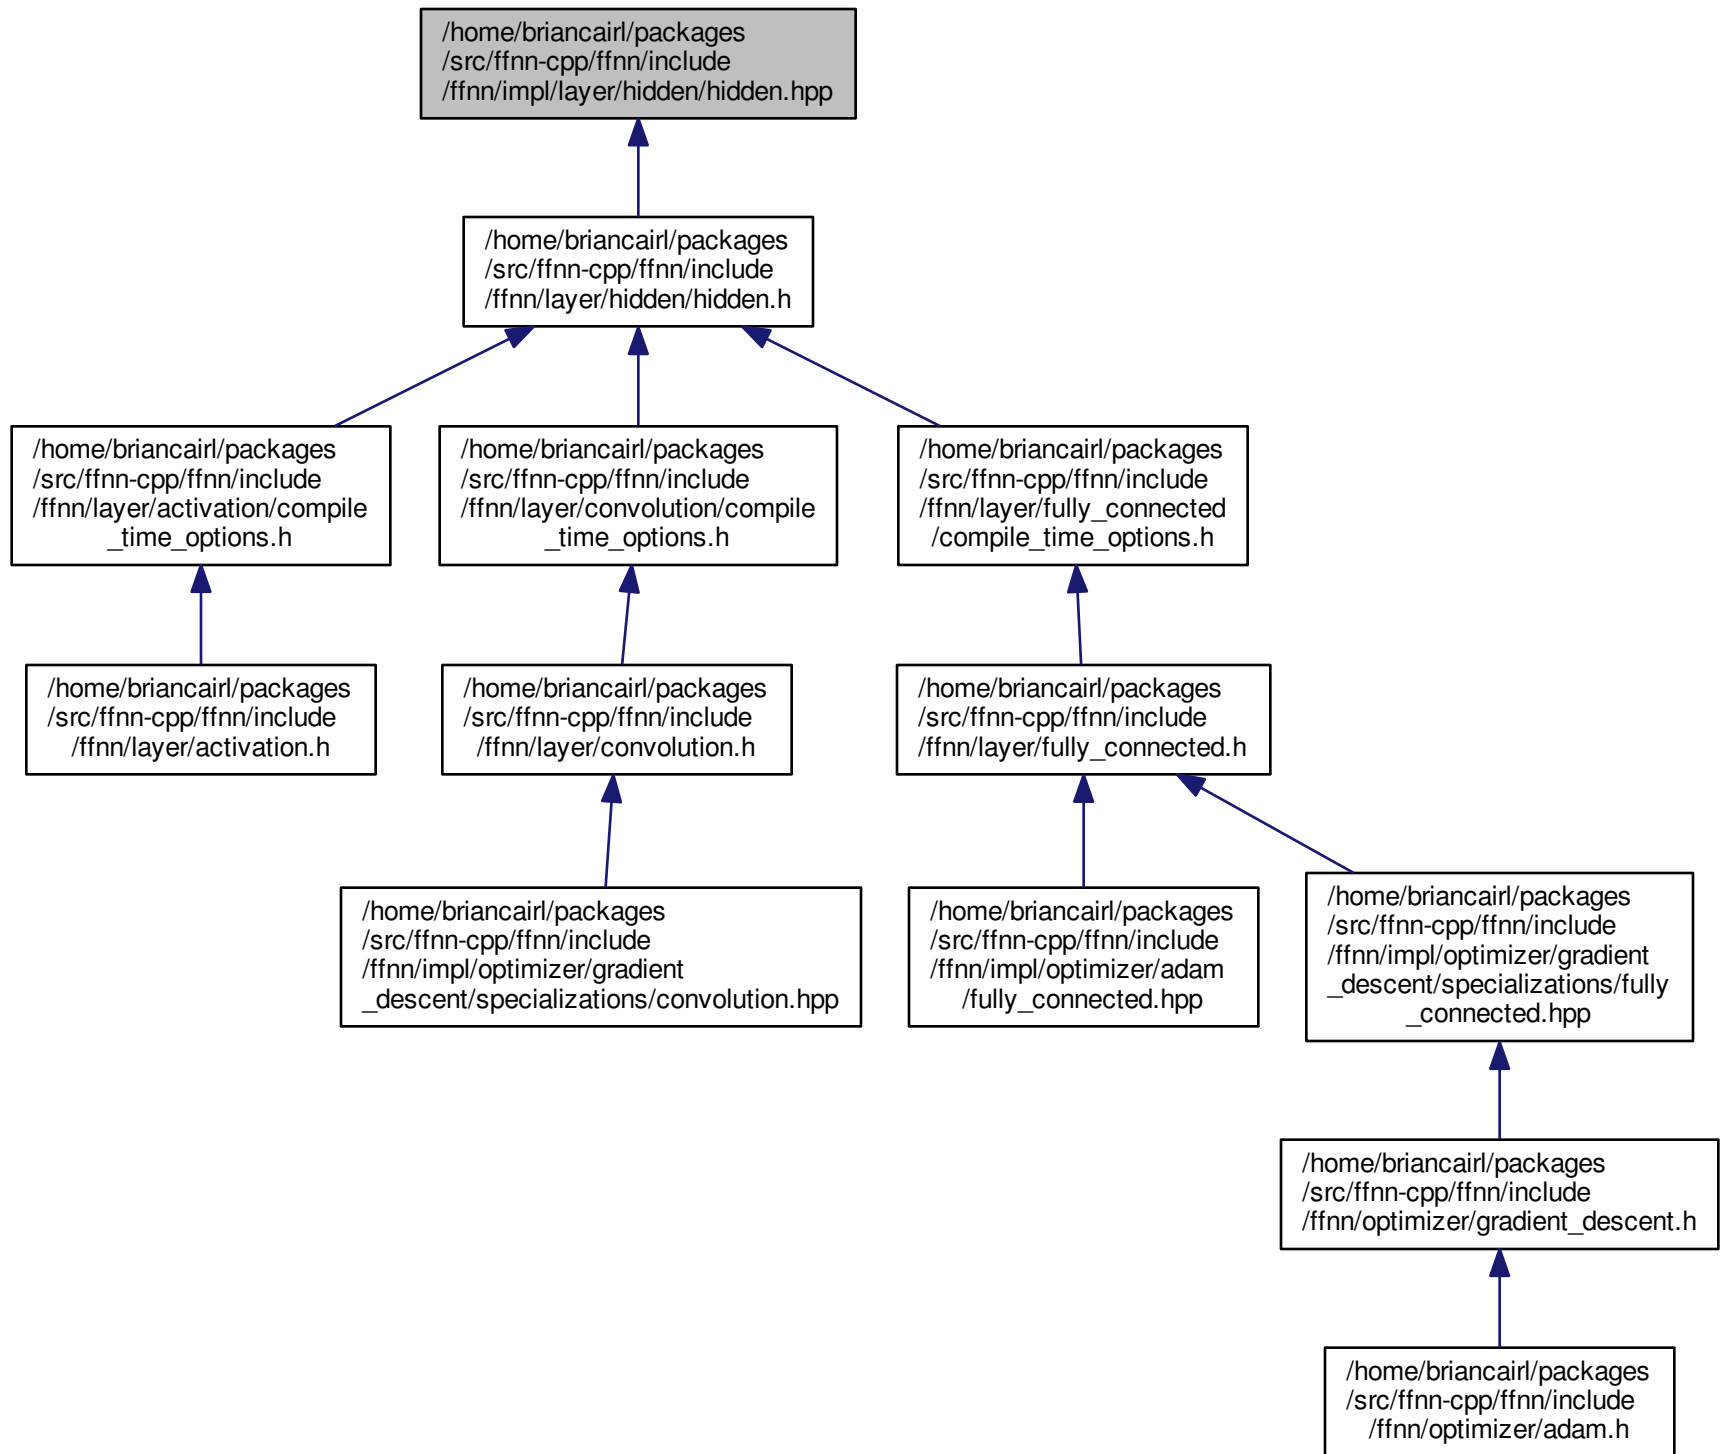 /home/briancairl/packages
/src/ffnn-cpp/ffnn/include
/ffnn/impl/layer/hidden/hidden.hpp
/home/briancairl/packages
/src/ffnn-cpp/ffnn/include
/ffnn/layer/hidden/hidden.h
/home/briancairl/packages
/src/ffnn-cpp/ffnn/include
/ffnn/layer/activation/compile
_time_options.h
/home/briancairl/packages
/src/ffnn-cpp/ffnn/include
/ffnn/layer/convolution/compile
_time_options.h
/home/briancairl/packages
/src/ffnn-cpp/ffnn/include
/ffnn/layer/fully_connected
/compile_time_options.h
/home/briancairl/packages
/src/ffnn-cpp/ffnn/include
/ffnn/layer/activation.h
/home/briancairl/packages
/src/ffnn-cpp/ffnn/include
/ffnn/layer/convolution.h
/home/briancairl/packages
/src/ffnn-cpp/ffnn/include
/ffnn/layer/fully_connected.h
/home/briancairl/packages
/src/ffnn-cpp/ffnn/include
/ffnn/impl/optimizer/gradient
_descent/specializations/convolution.hpp
/home/briancairl/packages
/src/ffnn-cpp/ffnn/include
/ffnn/impl/optimizer/adam
/fully_connected.hpp
/home/briancairl/packages
/src/ffnn-cpp/ffnn/include
/ffnn/impl/optimizer/gradient
_descent/specializations/fully
_connected.hpp
/home/briancairl/packages
/src/ffnn-cpp/ffnn/include
/ffnn/optimizer/gradient_descent.h
/home/briancairl/packages
/src/ffnn-cpp/ffnn/include
/ffnn/optimizer/adam.h